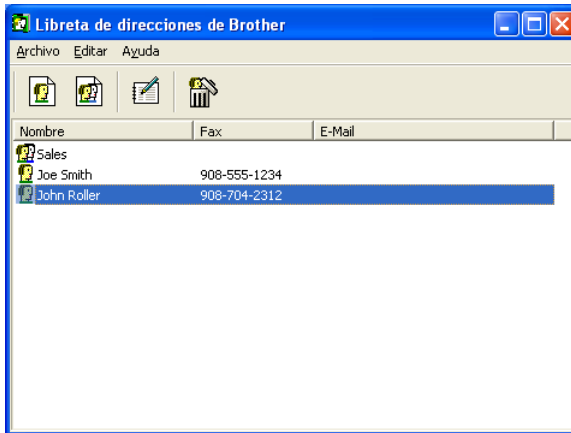 Libreta de direcciones de Brother
Archivo Editar Ayuda
Nombre Fax E-Mail
Sales
Joe Smith 908-555-1234
John Roller 908-704-2312